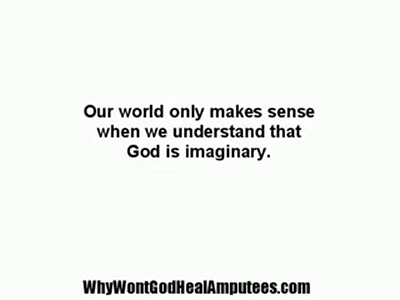 Our world only makes sense
when we understand that
God is imaginary.
WhyWontGodHealAmputees.com